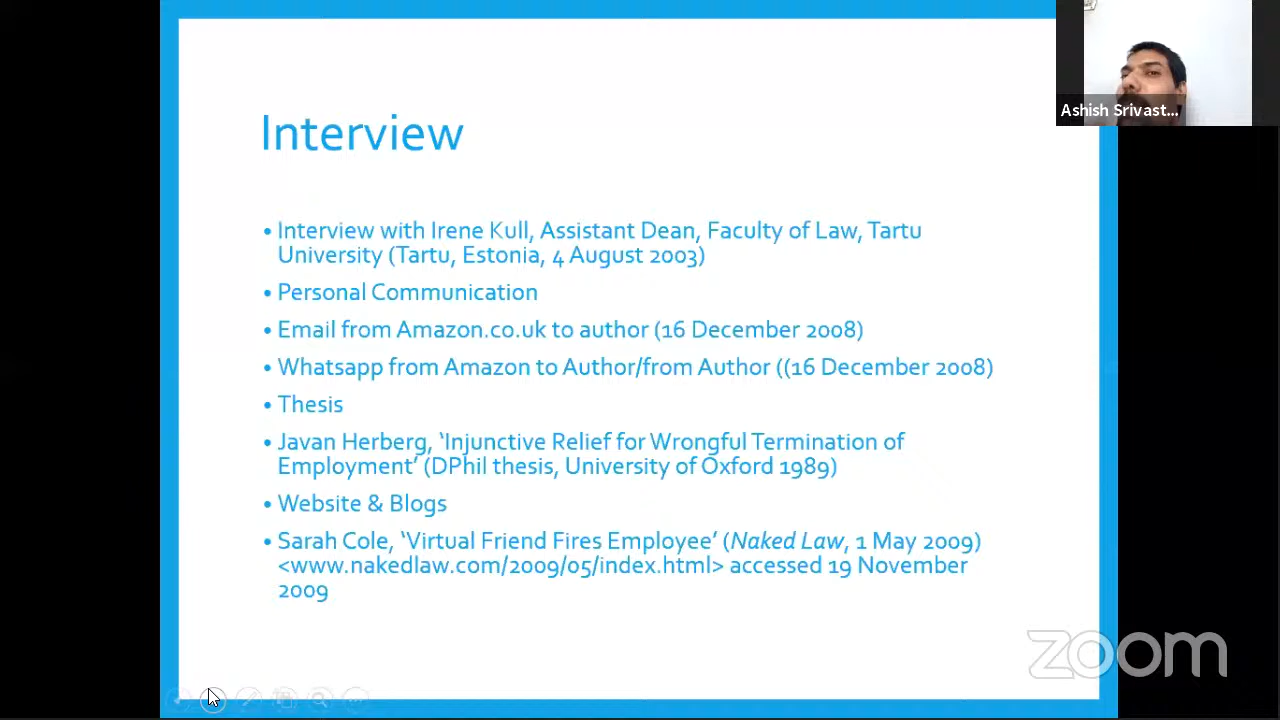 Interview
• Interview with Irene Kull, Assistant Dean, Faculty of Law, Tartu
University (Tartu, Estonia, 4 August 2003)
• Personal Communication
• Email from Amazon.co.uk to author (16 December 2008)
• Whatsapp from Amazon to Author/from Author ((16 December 2008)
• Thesis
• Javan Herberg, ‘Injunctive Relief for Wrongful Termination of
Employment’ (DPhil thesis, University of Oxford 1989)
• Website & Blogs
• Sarah Cole, ‘Virtual Friend Fires Employee’ (Naked Law, 1 May 2009)
<www.nakedlaw.com/2009/05/index.html> accessed 19 November
2009
Ashish Srivast...
zoom